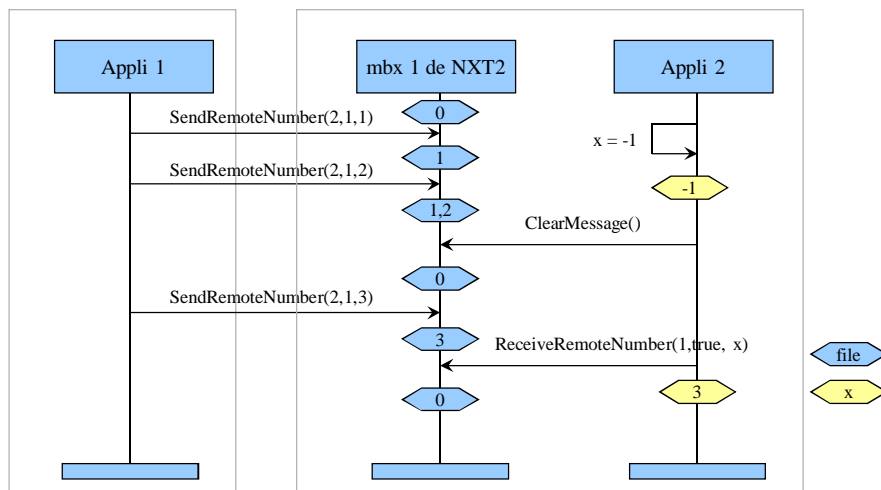 Appli 1
mbx 1 de NXT2
Appli 2
0
SendRemoteNumber(2,1,1)
x = -1
1
SendRemoteNumber(2,1,2)
-1
1,2
ClearMessage()
0
SendRemoteNumber(2,1,3)
3
ReceiveRemoteNumber(1,true, x)
file
0
3
x